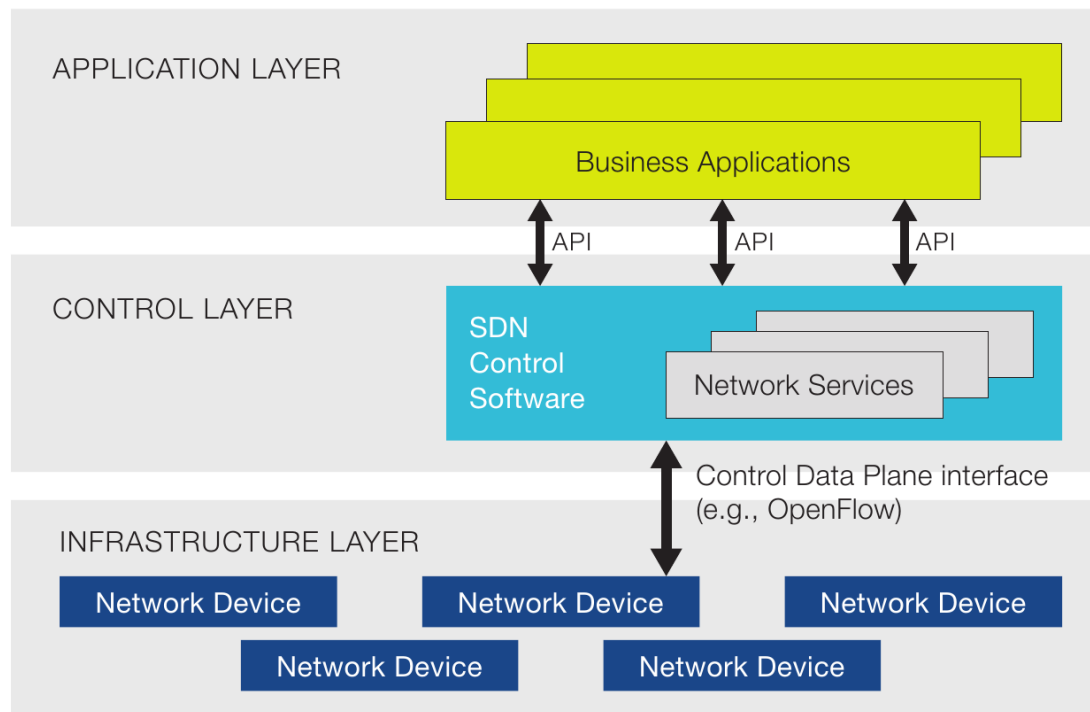 APPLICATION LAYER
Business Applications
API
API
API
CONTROL LAYER
SDN
Control
Software
Network Services
Control Data Plane interface
(e.g., OpenFlow)
INFRASTRUCTURE LAYER
Network Device
Network Device
Network Device
Network Device
Network Device